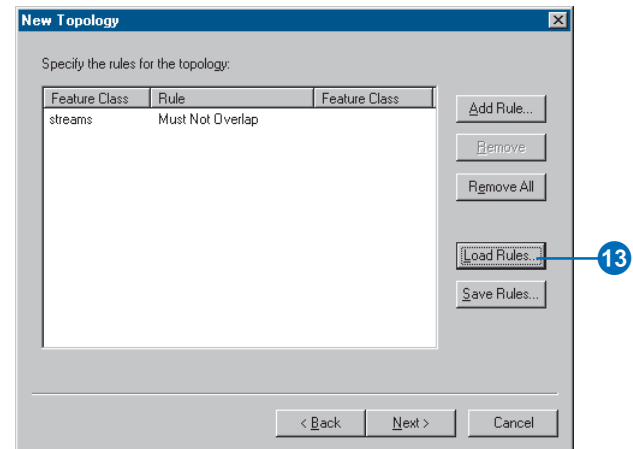 New Topology
Specify the rules for the topology:
Feature Class Rule Feature Class
streams Must Not Overlap
Add Rule...
Remove
Remove All
Load Rules...
13
Save Rules...
< Back Next > Cancel